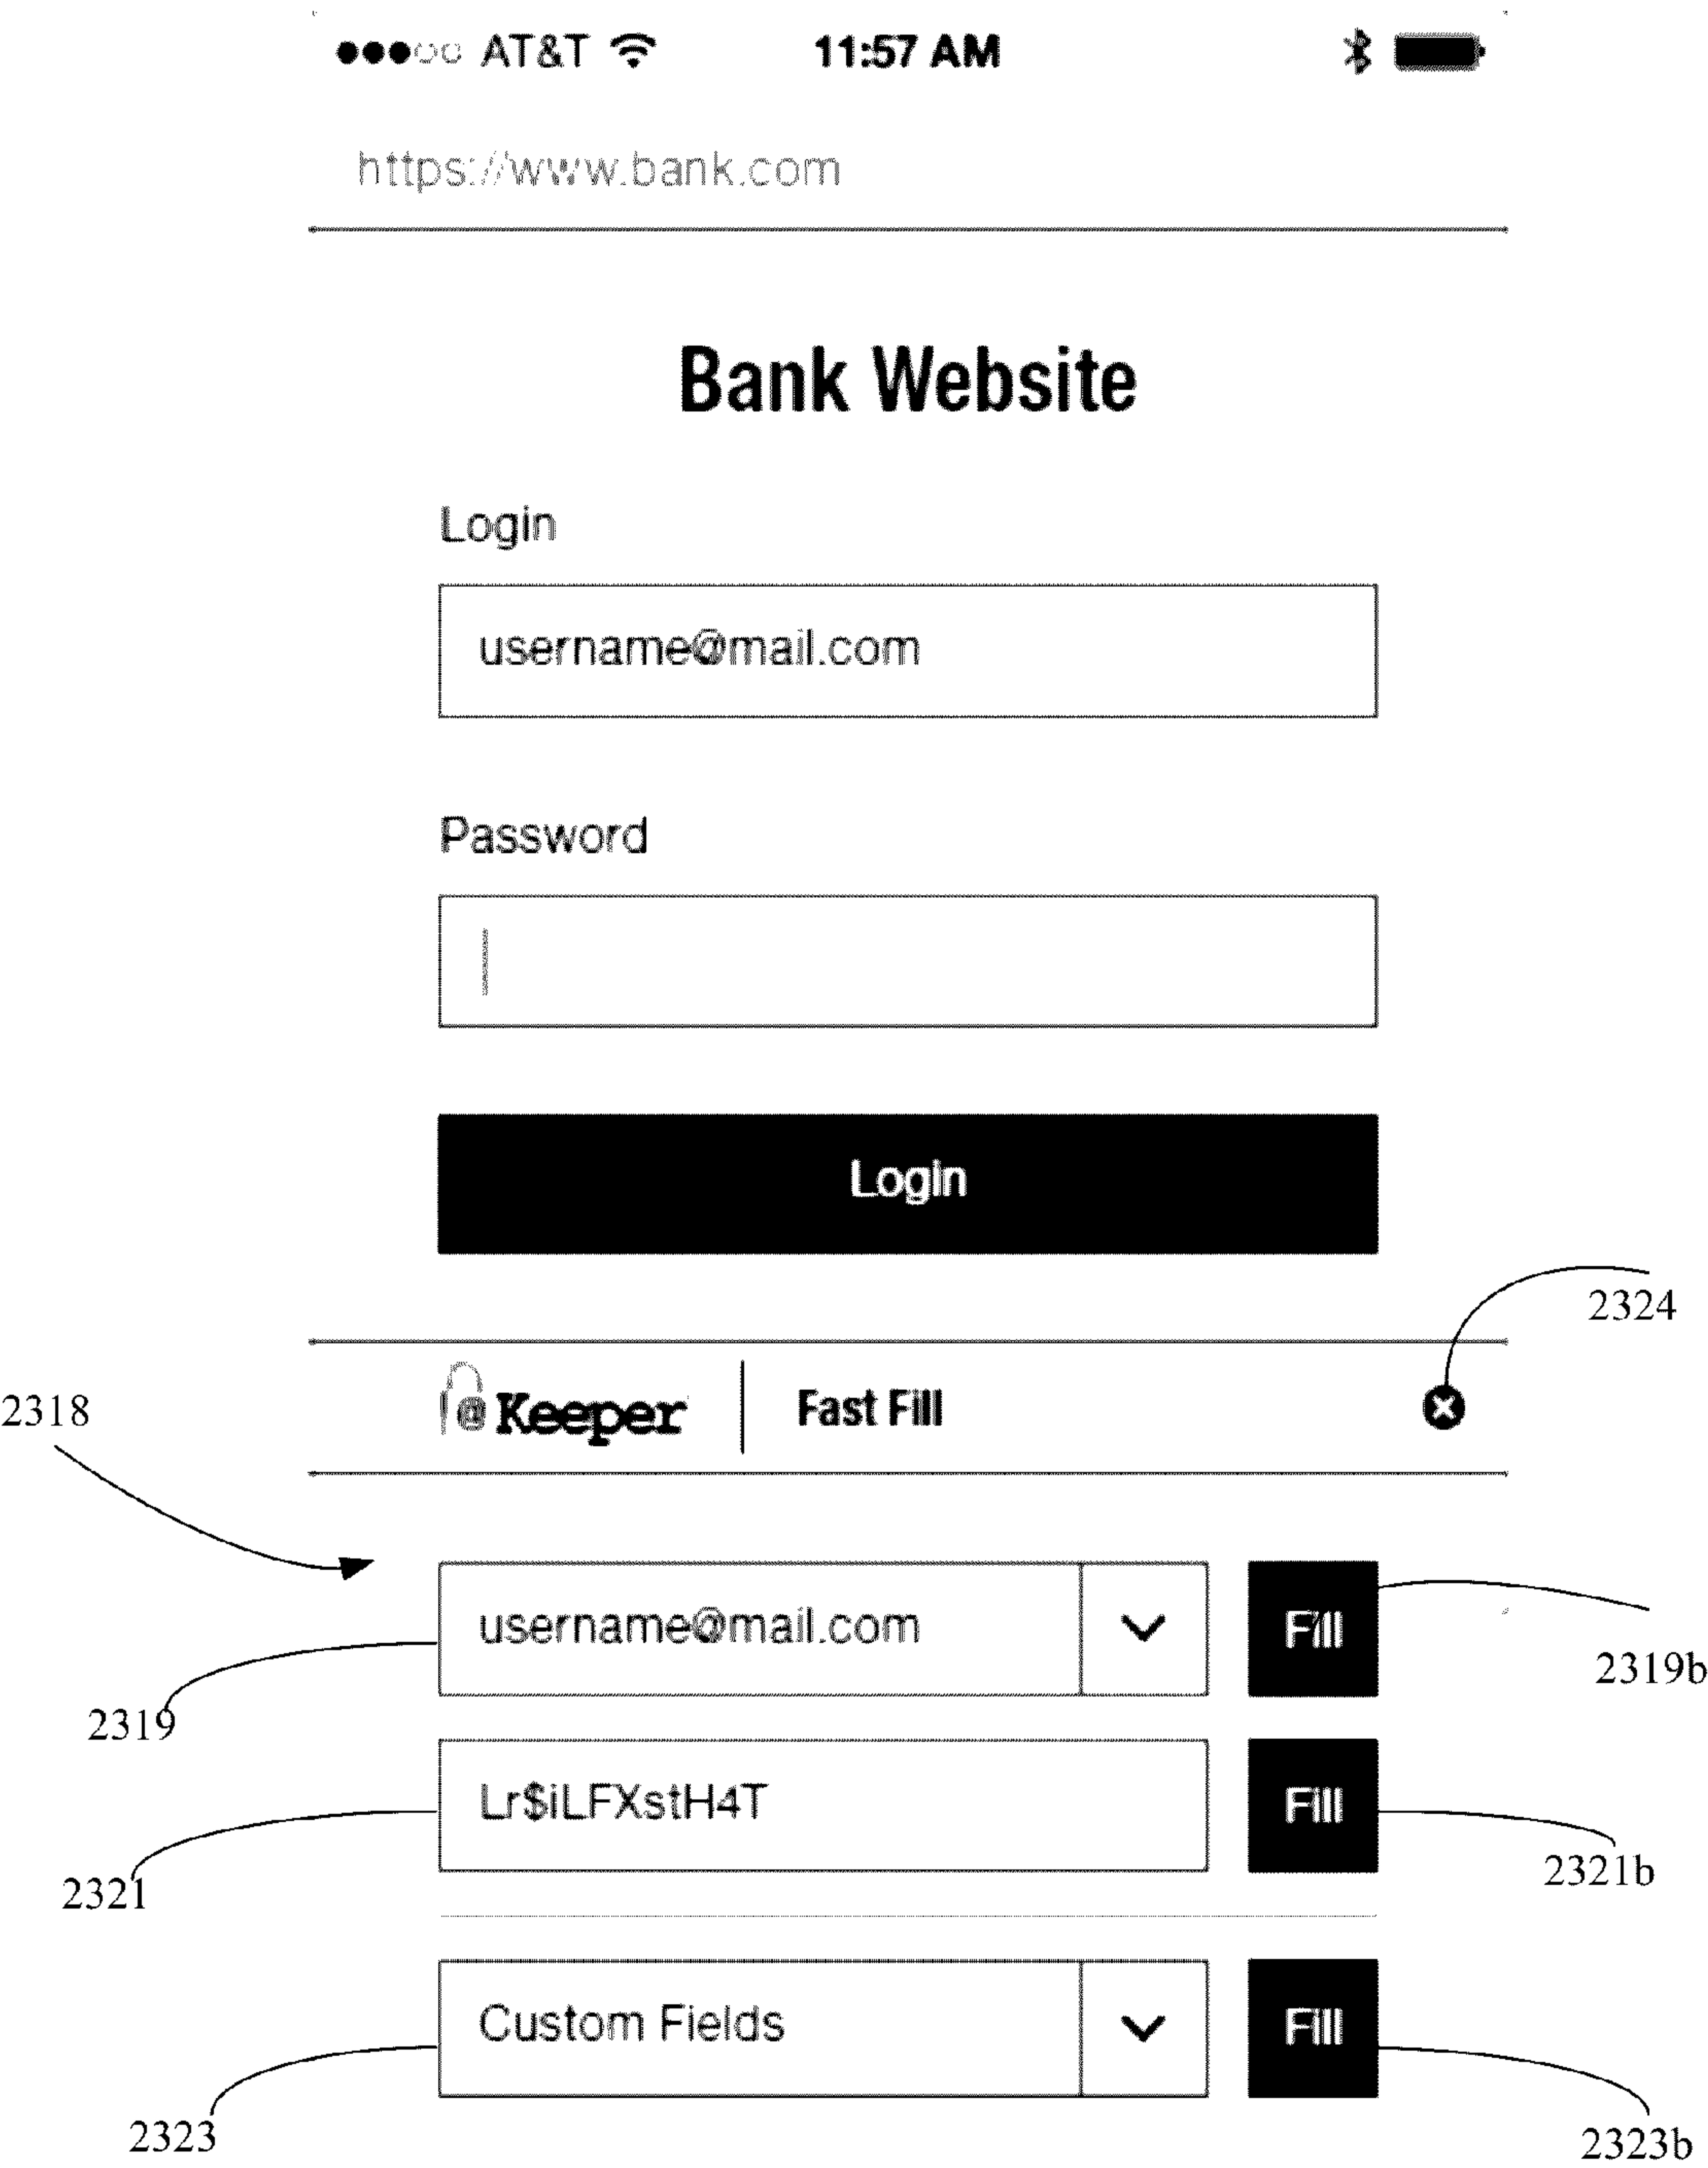 AT&T 11:57 AM
https://www.bank.com
Bank Website
Login
username@mail.com
Password
Login
2324
@ Keeper Fast Fill
2318
username@mail.com Fill
2319b
2319
Lr$iLFXstH4T Fill
2321b
2321
Custom Fields Fill
2323
2323b